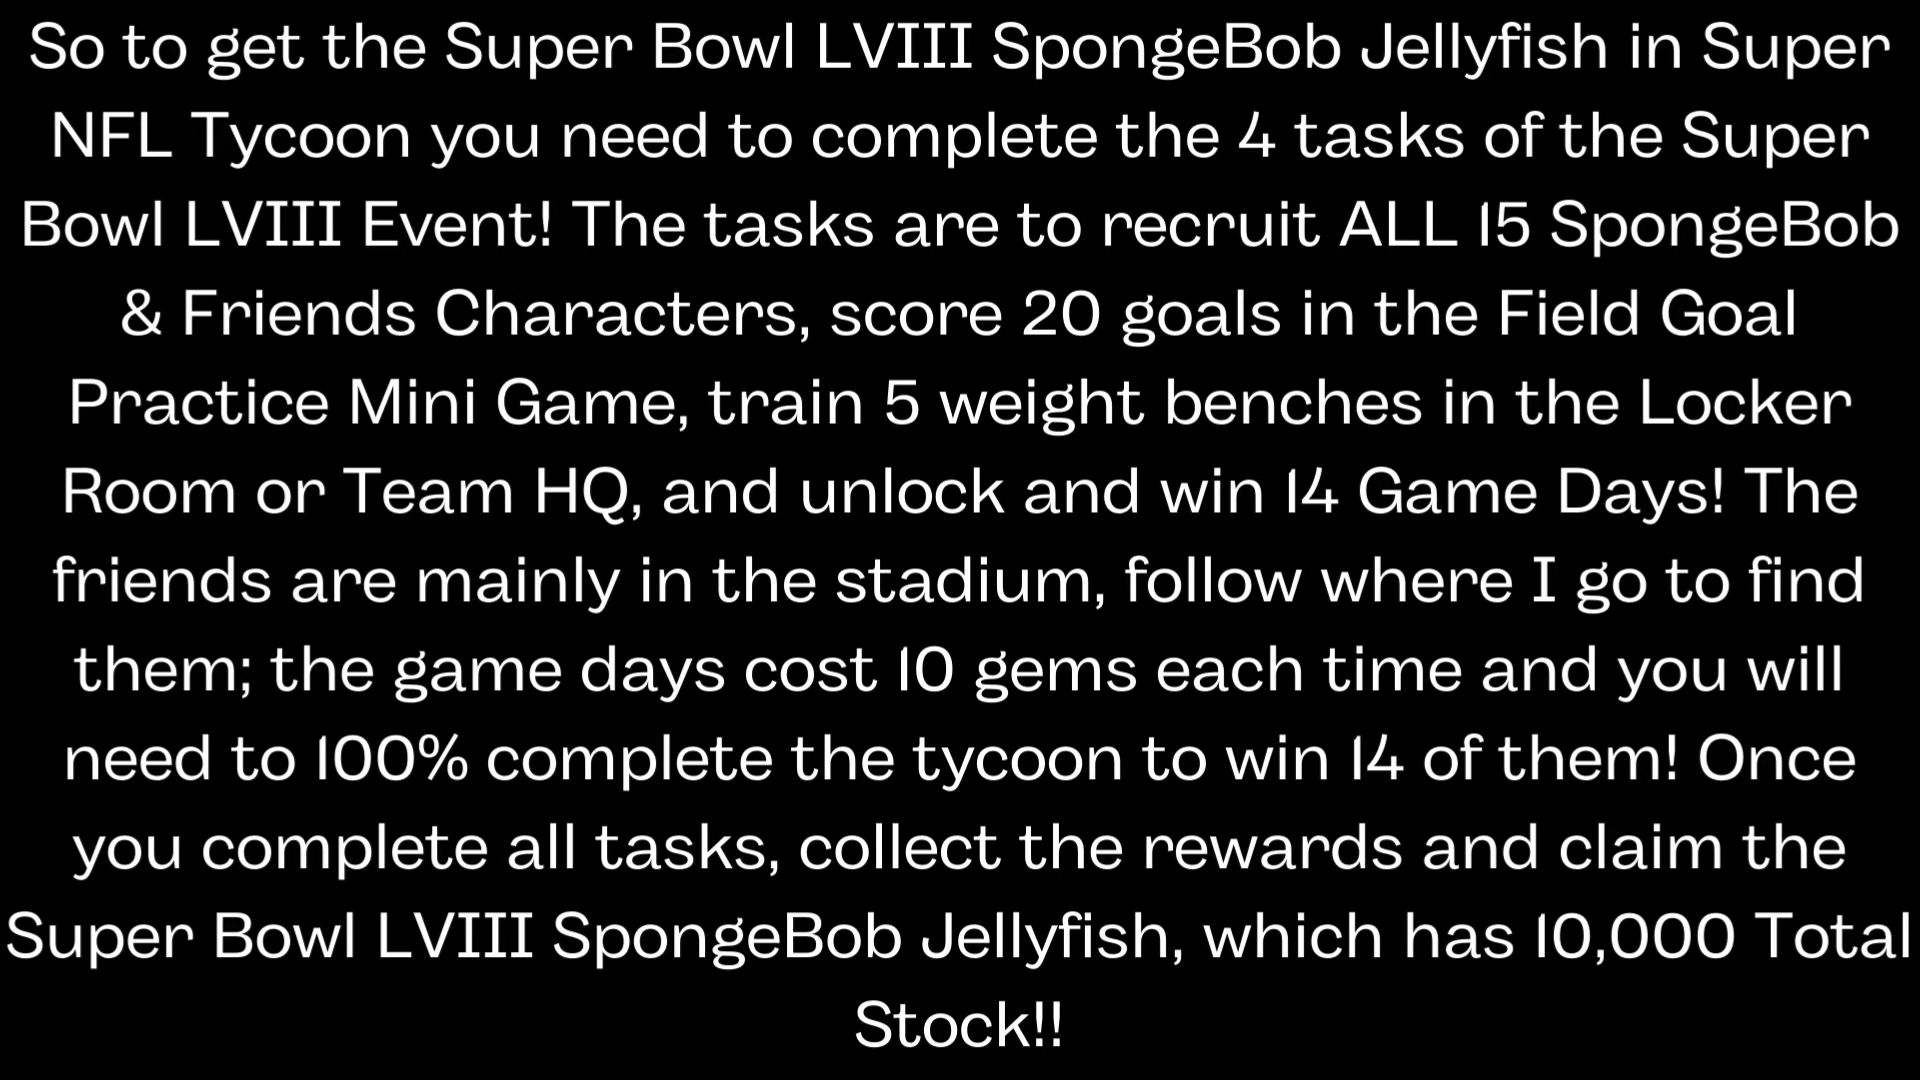 So to get the Super Bowl LVIII SpongeBob Jellyfish in Super
NFL Tycoon you need to complete the 4 tasks of the Super
Bowl LVIII Event! The tasks are to recruit ALL 15 SpongeBob
& Friends Characters, score 20 goals in the Field Goal
Practice Mini Game, train 5 weight benches in the Locker
Room or Team HQ, and unlock and win 14 Game Days! The
friends are mainly in the stadium, follow where I go to find
them; the game days cost 10 gems each time and you will
need to 100% complete the tycoon to win 14 of them! Once
you complete all tasks, collect the rewards and claim the
Super Bowl LVIII SpongeBob Jellyfish, which has 10,000 Total
Stock!!